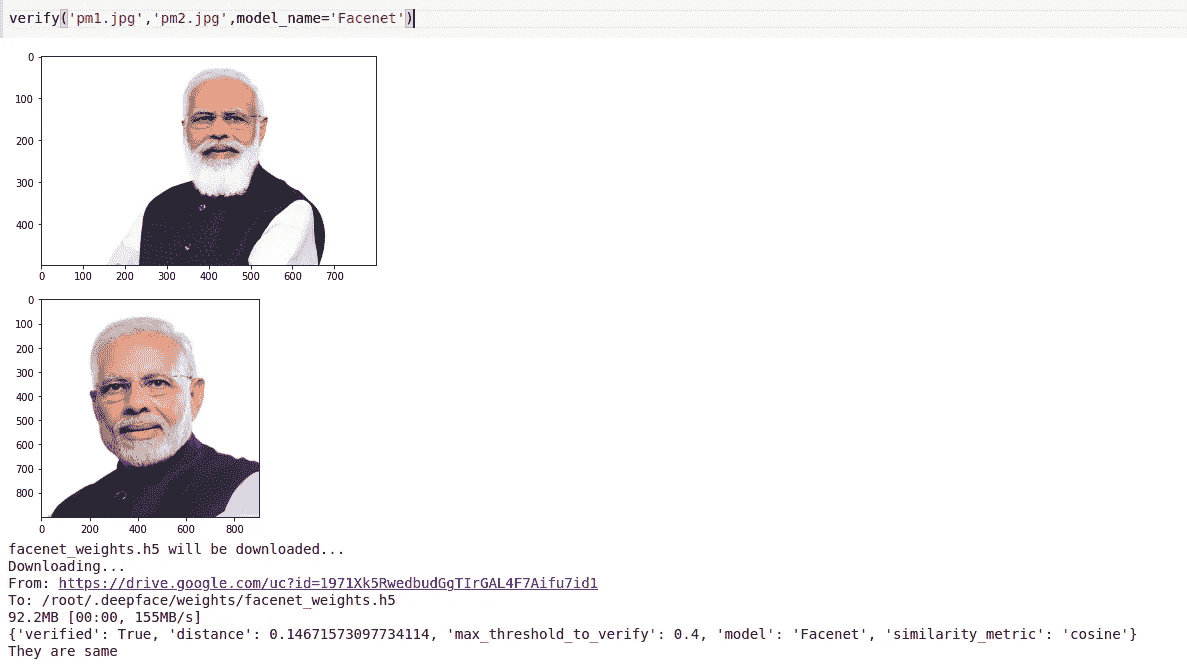 verify('pm1.jpg','pm2.jpg',model_name='Facenet')
0
100
200
300
400
0 100 200 300 400 500 600 700
0
100
200
300
400
500
600
700
800
0 200 400 600 800
facenet_weights.h5 will be downloaded...
Downloading...
From: https://drive.google.com/uc?id=1971Xk5RwedbudGgTIrGAL4F7Aifu7id1
To: /root/.deepface/weights/facenet_weights.h5
92.2MB [00:00, 155MB/s]
{'verified': True, 'distance': 0.14671573097734114, 'max_threshold_to_verify': 0.4, 'model': 'Facenet', 'similarity_metric': 'cosine'}
They are same